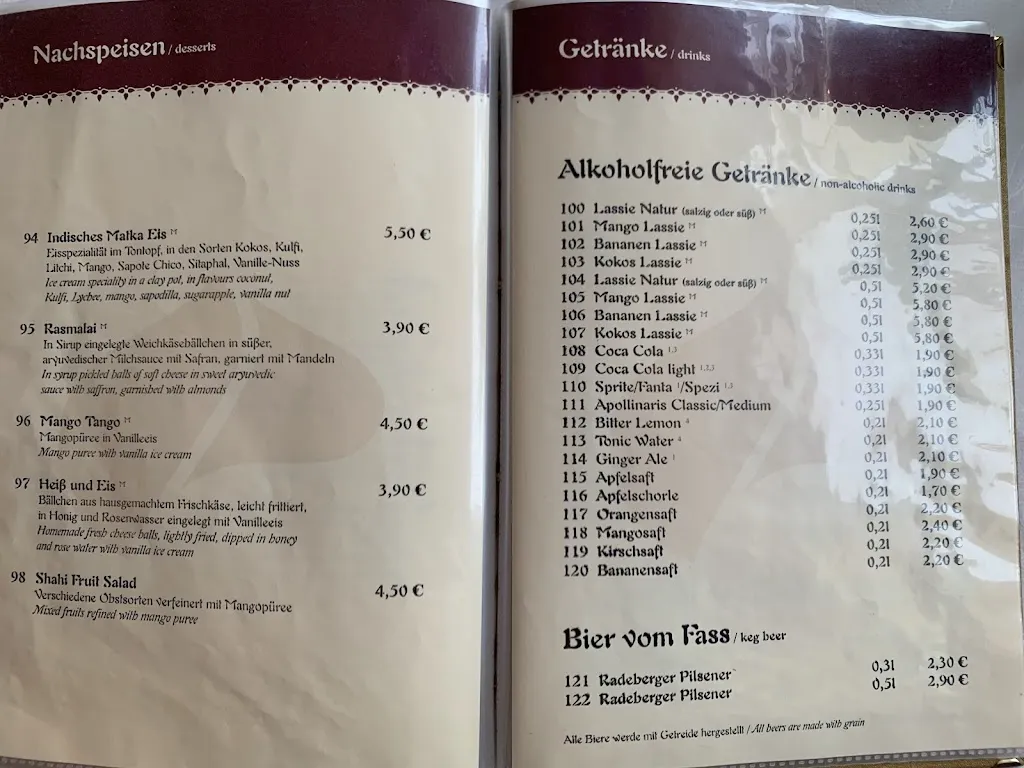 Nachspeisen / desserts
94 Indisches Matka Eis M 5,50 €
Eisspezialität im Tontopf, in den Sorten Kokos, Kulfi,
Litchi, Mango, Sapote Chico, Sitaphal, Vanille-Nuss
Ice cream speciality in a clay pot, in flavours coconut,
Kulfi, Lychee, mango, sapodilla, sugarapple, vanilla nut
95 Rasmalai M 3,90 €
In Sirup eingelegte Weichkäsebällchen in süßer,
aryuvedischer Milchsauce mit Safran, garniert mit Mandeln
In syrup pickled balls of soft cheese in sweet aryuvedic
sauce with saffron, garnished with almonds
96 Mango Tango M 4,50 €
Mangopüree in Vanilleeis
Mango puree with vanilla ice cream
97 Heiß und Eis M 3,90 €
Bällchen aus hausgemachtem Frischkäse, leicht frittiert,
in Honig und Rosenwasser eingelegt mit Vanilleeis
Homemade fresh cheese balls, lightly fried, dipped in honey
and rose water with vanilla ice cream
98 Shahi Fruit Salad 4,50 €
Verschiedene Obstsorten verfeinert mit Mangopüree
Mixed fruits refined with mango puree
Getränke / drinks
Alkoholfreie Getränke / non-alcoholic drinks
100 Lassie Natur (salzig oder süß) M 0,25l 2,60 €
101 Mango Lassie M 0,25l 2,90 €
102 Bananen Lassie M 0,25l 2,90 €
103 Kokos Lassie M 0,25l 2,90 €
104 Lassie Natur (salzig oder süß) M 0,5l 5,20 €
105 Mango Lassie M 0,5l 5,80 €
106 Bananen Lassie M 0,5l 5,80 €
107 Kokos Lassie M 0,5l 5,80 €
108 Coca Cola 1,3 0,33l 1,90 €
109 Coca Cola light 1,2,3 0,33l 1,90 €
110 Sprite/Fanta 1/Spezi 1,3 0,33l 1,90 €
111 Apollinaris Classic/Medium 0,25l 1,90 €
112 Bitter Lemon 4 0,2l 2,10 €
113 Tonic Water 4 0,2l 2,10 €
114 Ginger Ale 1 0,2l 2,10 €
115 Apfelsaft 0,2l 1,90 €
116 Apfelschorle 0,2l 1,70 €
117 Orangensaft 0,2l 2,20 €
118 Mangosaft 0,2l 2,40 €
119 Kirschsaft 0,2l 2,20 €
120 Bananensaft 0,2l 2,20 €
Bier vom Fass / keg beer
121 Radeberger Pilsener 0,3l 2,30 €
122 Radeberger Pilsener 0,5l 2,90 €
Alle Biere werde mit Getreide hergestellt / All beers are made with grain